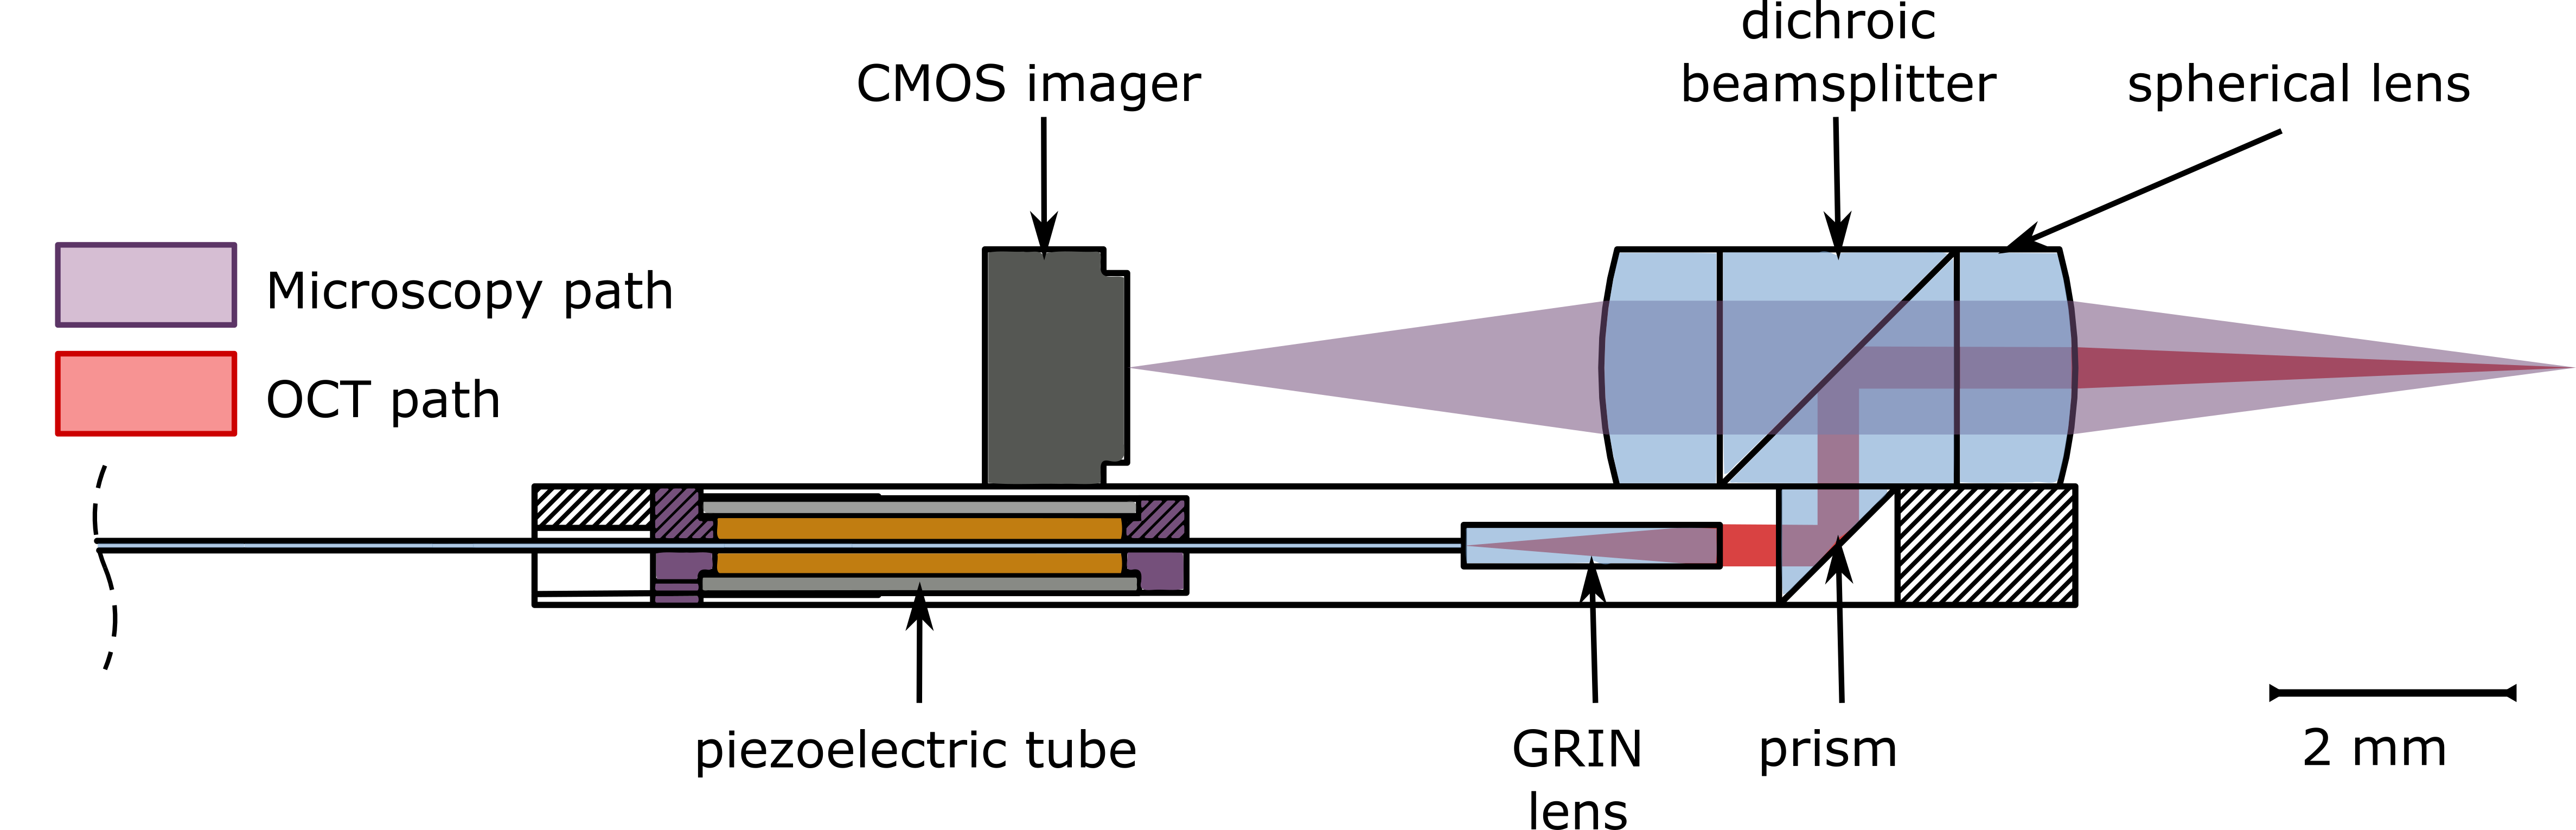 dichroic
beamsplitter
CMOS imager
spherical lens
Microscopy path
OCT path
piezoelectric tube
GRIN
lens
prism
2 mm